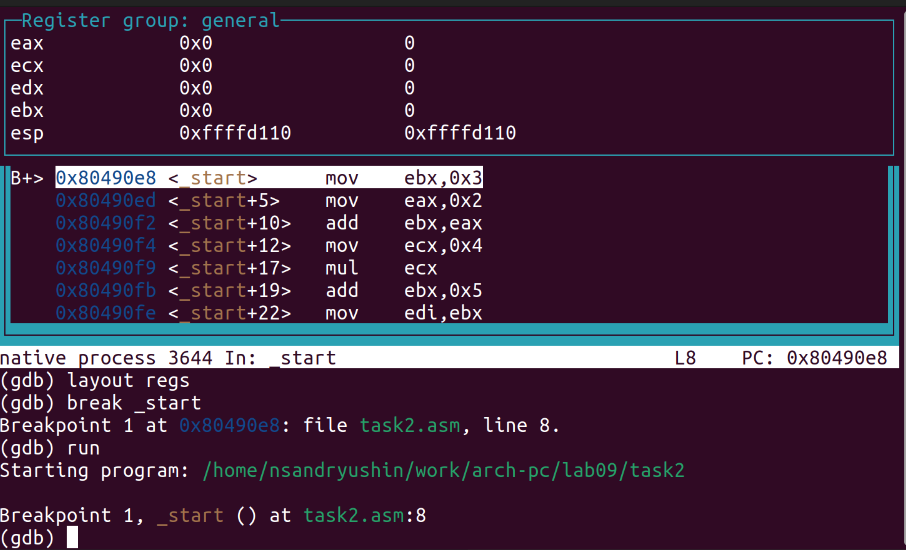 Register group: general
eax 0x0 0
ecx 0x0 0
edx 0x0 0
ebx 0x0 0
esp 0xffffd110 0xffffd110
B+> 0x80490e8 <_start> mov ebx,0x3
0x80490ed <_start+5> mov eax,0x2
0x80490f2 <_start+10> add ebx,eax
0x80490f4 <_start+12> mov ecx,0x4
0x80490f9 <_start+17> mul ecx
0x80490fb <_start+19> add ebx,0x5
0x80490fe <_start+22> mov edi,ebx
native process 3644 In: _start L8 PC: 0x80490e8
(gdb) layout regs
(gdb) break _start
Breakpoint 1 at 0x80490e8: file task2.asm, line 8.
(gdb) run
Starting program: /home/nsandryushin/work/arch-pc/lab09/task2
Breakpoint 1, _start () at task2.asm:8
(gdb)